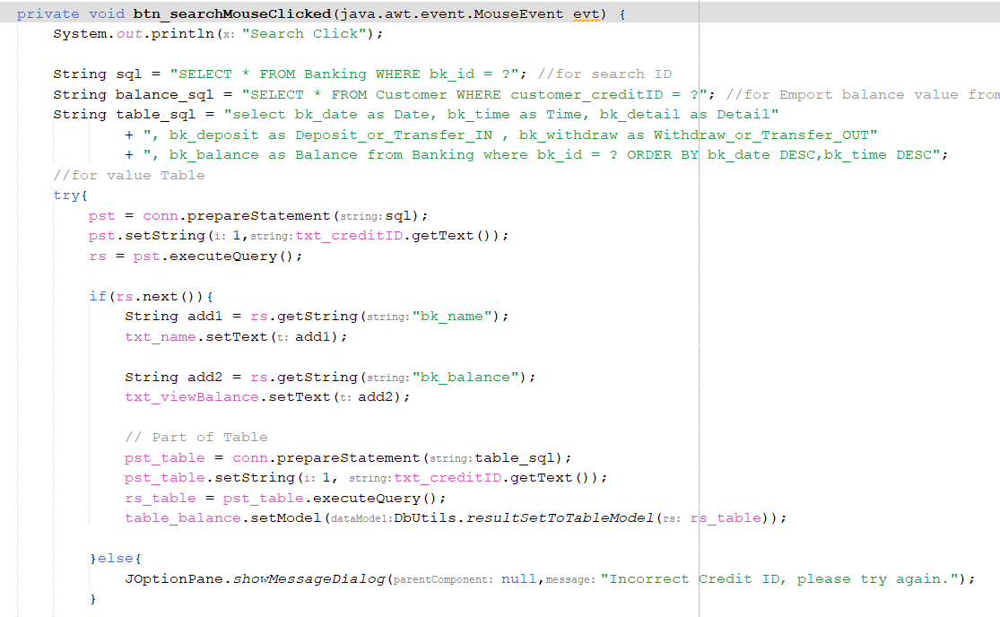 private void btn_searchMouseClicked(java.awt.event.MouseEvent evt) {
System.out.println(x: "Search Click");
String sql = "SELECT * FROM Banking WHERE bk_id = ?"; //for search ID
String balance_sql = "SELECT * FROM Customer WHERE customer_creditID = ?"; //for Emport balance value from
String table_sql = "select bk_date as Date, bk_time as Time, bk_detail as Detail"
+ ", bk_deposit as Deposit_or_Transfer_IN , bk_withdraw as Withdraw_or_Transfer_OUT"
+ ", bk_balance as Balance from Banking where bk_id = ? ORDER BY bk_date DESC,bk_time DESC";
//for value Table
try{
pst = conn.prepareStatement(string: sql);
pst.setString(i: 1,string: txt_creditID.getText());
rs = pst.executeQuery();
if(rs.next()){
String add1 = rs.getString(string: "bk_name");
txt_name.setText(t: add1);
String add2 = rs.getString(string: "bk_balance");
txt_viewBalance.setText(t: add2);
// Part of Table
pst_table = conn.prepareStatement(string: table_sql);
pst_table.setString(i: 1, string: txt_creditID.getText());
rs_table = pst_table.executeQuery();
table_balance.setModel(dataModel: DbUtils.resultSetToTableModel(rs: rs_table));
}else{
JOptionPane.showMessageDialog(parentComponent: null,message: "Incorrect Credit ID, please try again.");
}